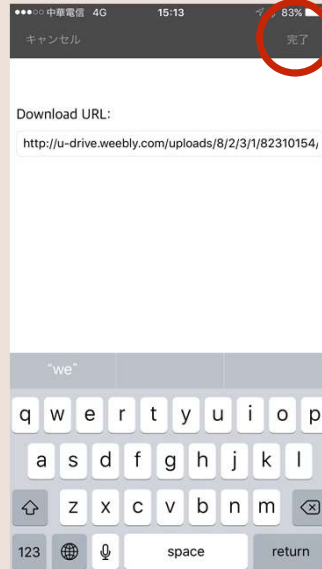 中華電信 4G 15:13 83%
キャンセル 完了
Download URL:
http://u-drive.weebly.com/uploads/8/2/3/1/82310154/
"we"
q w e r t y u i o p
a s d f g h j k l
z x c v b n m
123 space return